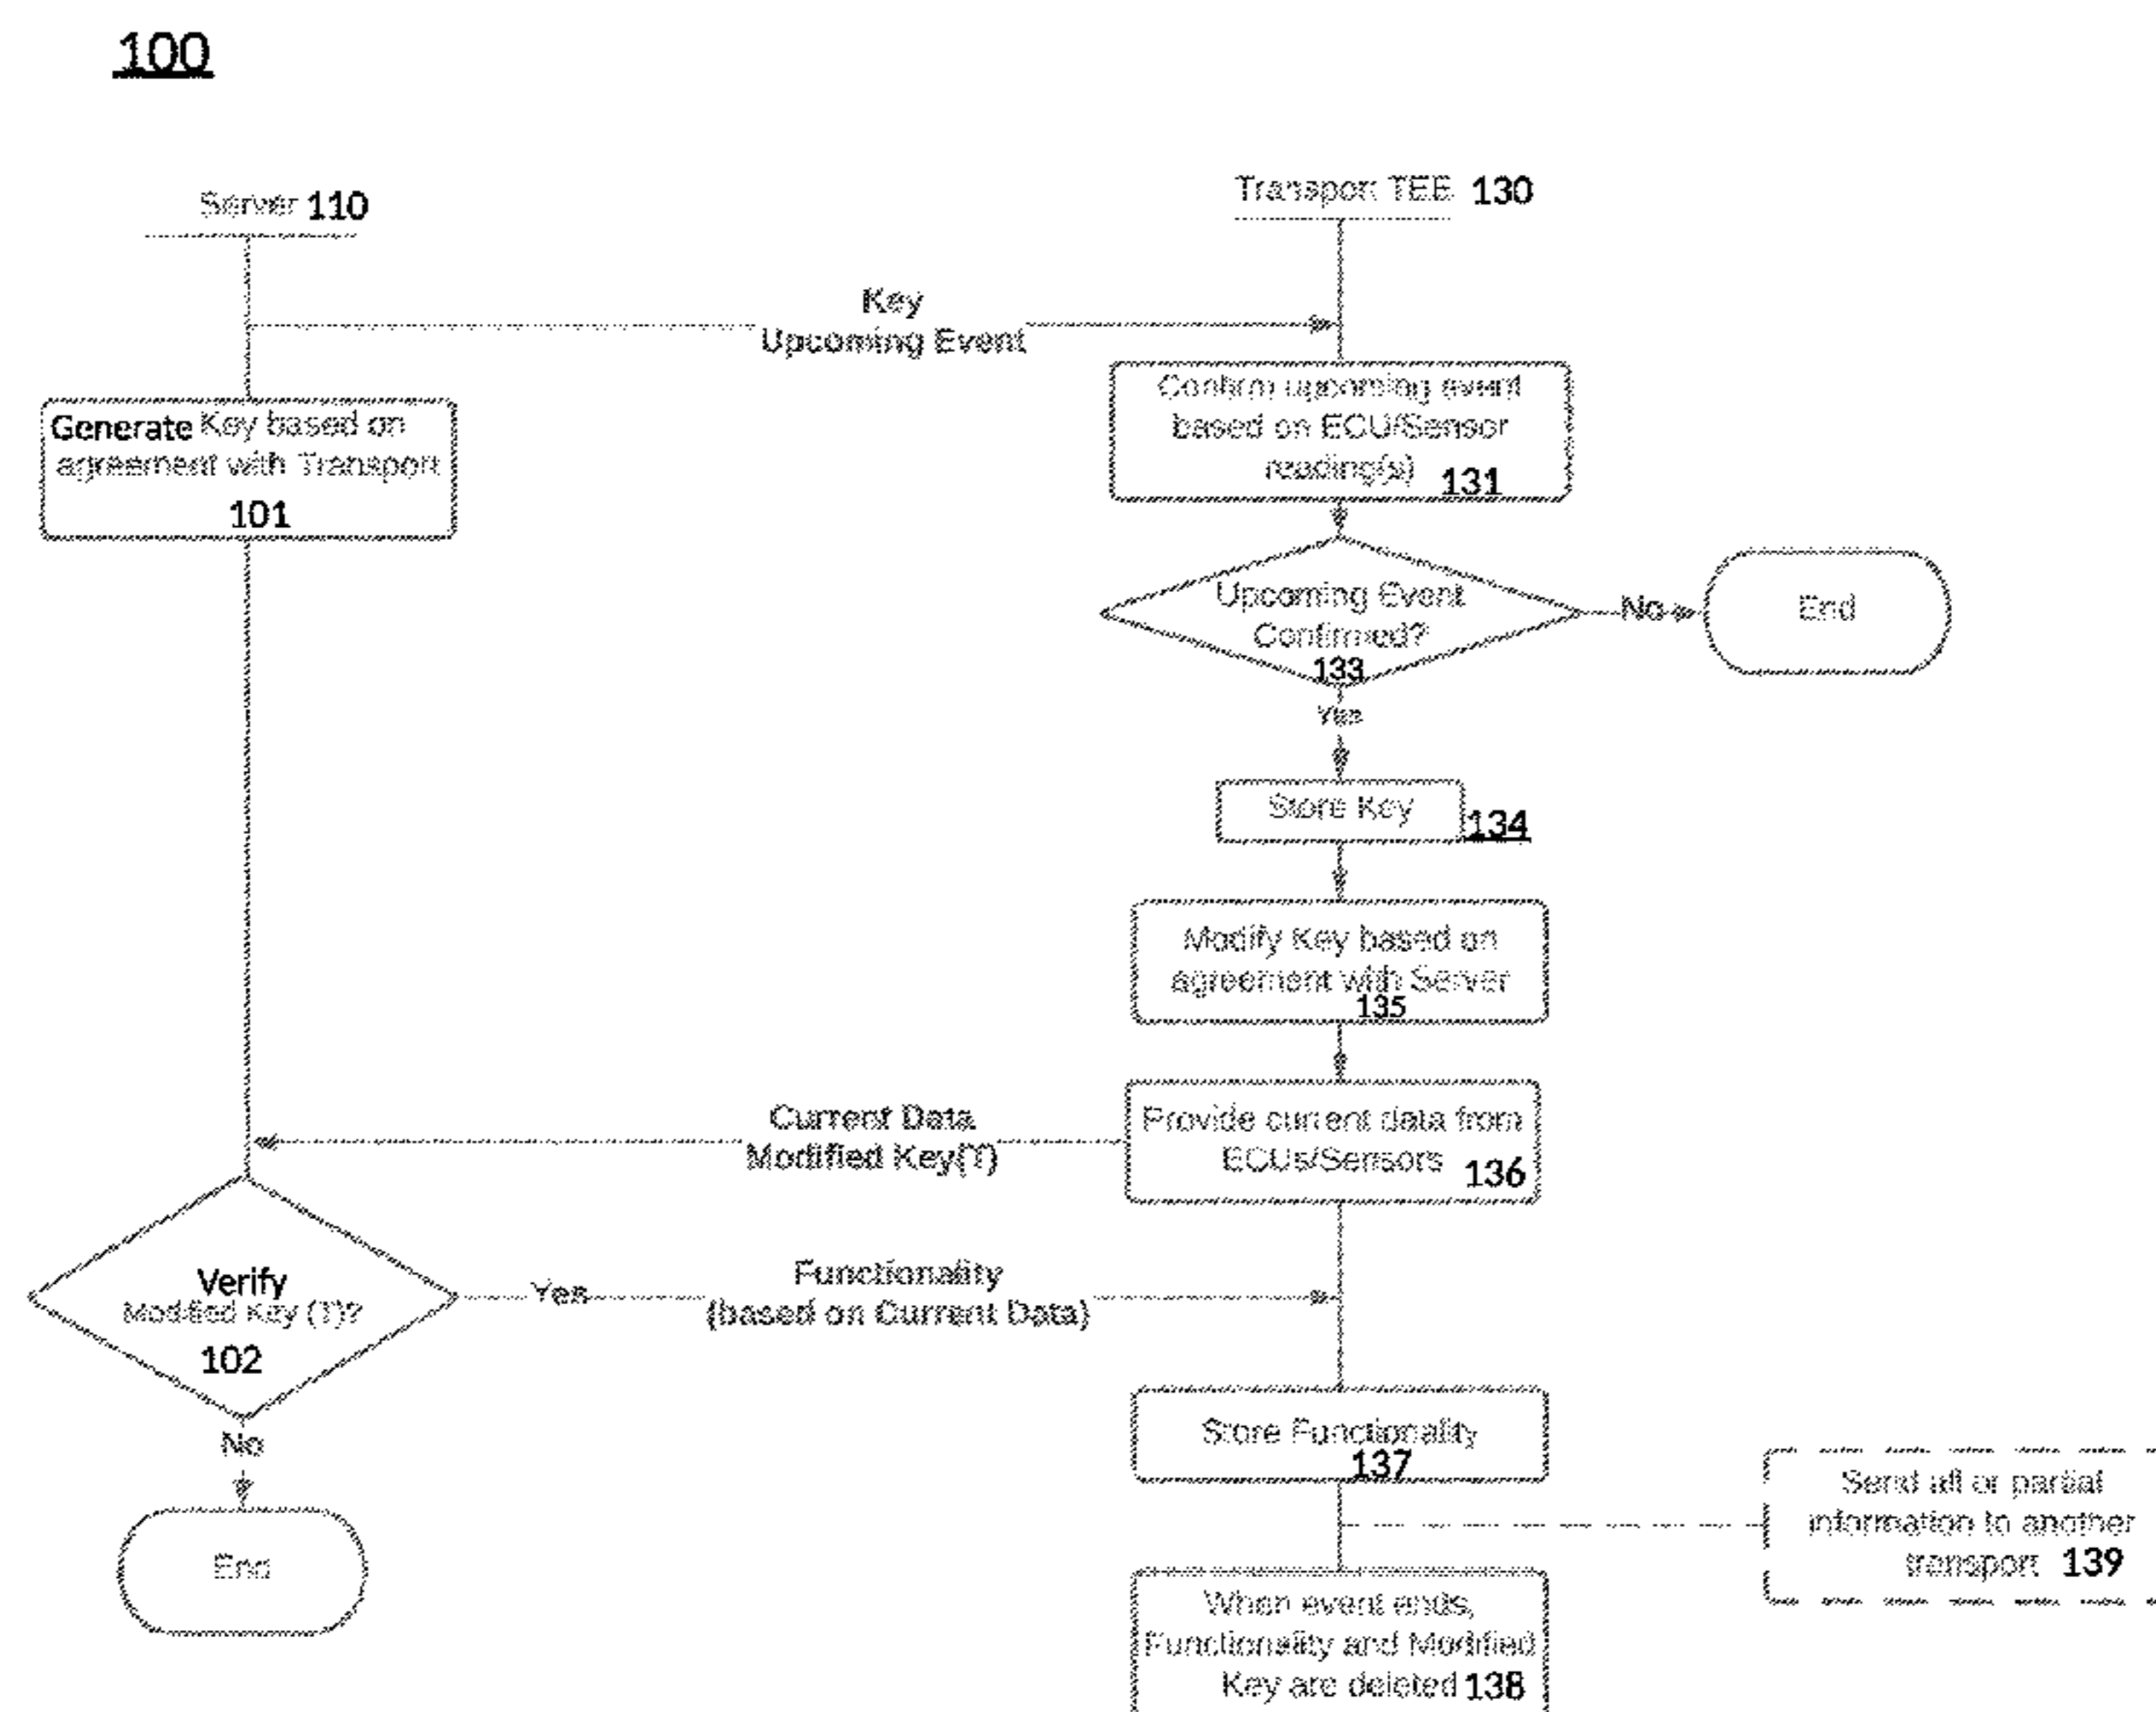 100
Server 110
Transport TEE 130
Key
Upcoming Event
Generate Key based on
agreement with Transport
101
Confirm upcoming event
based on ECU/Sensor
reading(s) 131
Upcoming Event
Confirmed?
133
No
End
Yes
Store Key
134
Modify Key based on
agreement with Server
135
Provide current data from
ECUs/Sensors 136
Current Data
Modified Key(T)
Verify
Modified Key (T)?
102
Yes
Functionality
(based on Current Data)
No
End
Store Functionality
137
Send all or partial
information to another
transport 139
When event ends,
Functionality and Modified
Key are deleted 138